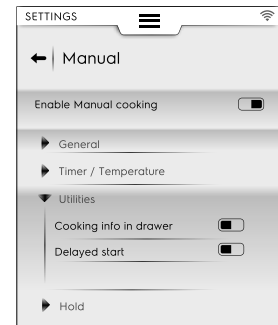 SETTINGS
Manual
Enable Manual cooking
General
Timer / Temperature
Utilities
Cooking info in drawer
Delayed start
Hold